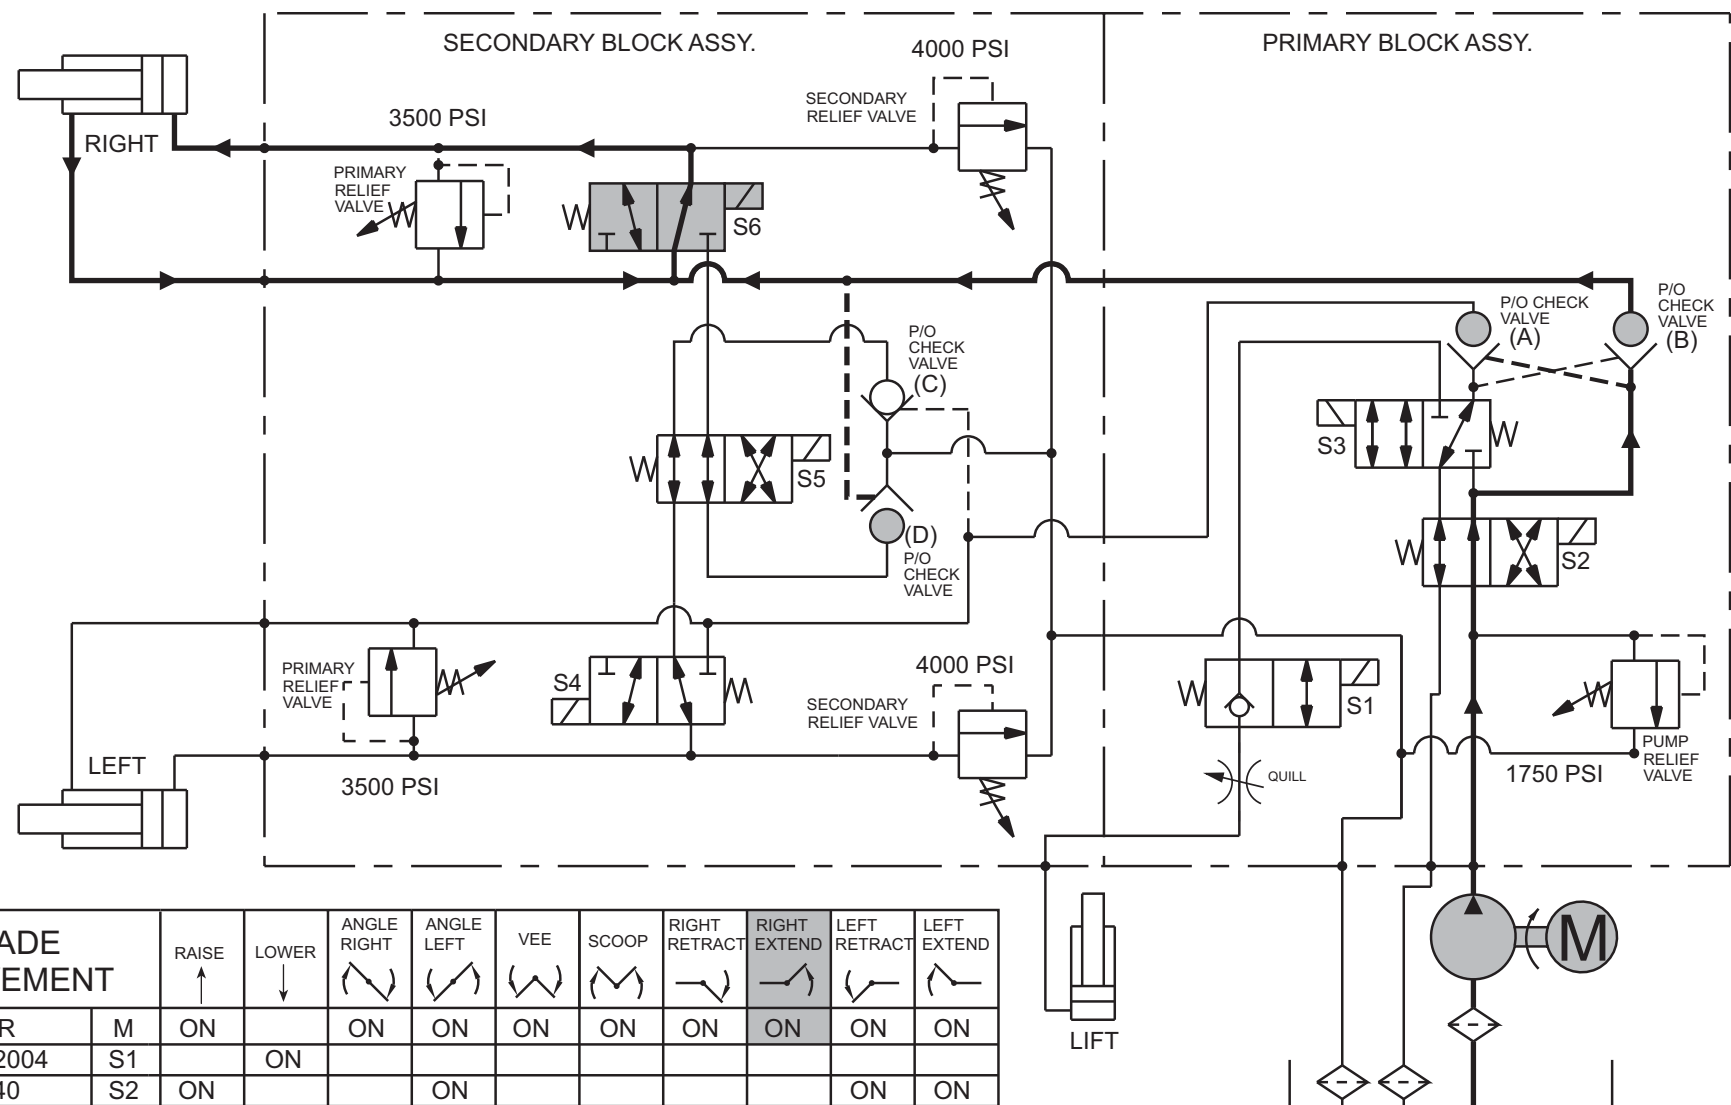 SECONDARY BLOCK ASSY.
PRIMARY BLOCK ASSY.
4000 PSI
SECONDARY
RELIEF VALVE
3500 PSI
RIGHT
PRIMARY
RELIEF
VALVE
S6
P/O CHECK
VALVE
(A)
P/O
CHECK
VALVE
(B)
P/O
CHECK
VALVE
(C)
S3
S5
(D)
P/O
CHECK
VALVE
S2
PRIMARY
RELIEF
VALVE
S4
4000 PSI
SECONDARY
RELIEF VALVE
S1
PUMP
RELIEF
VALVE
1750 PSI
QUILL
LEFT
3500 PSI
M
LIFT
ADE
EMENT
RAISE
LOWER
ANGLE
RIGHT
ANGLE
LEFT
VEE
SCOOP
RIGHT
RETRACT
RIGHT
EXTEND
LEFT
RETRACT
LEFT
EXTEND
R M ON ON ON ON ON ON ON ON ON
2004 S1 ON
40 S2 ON ON ON ON